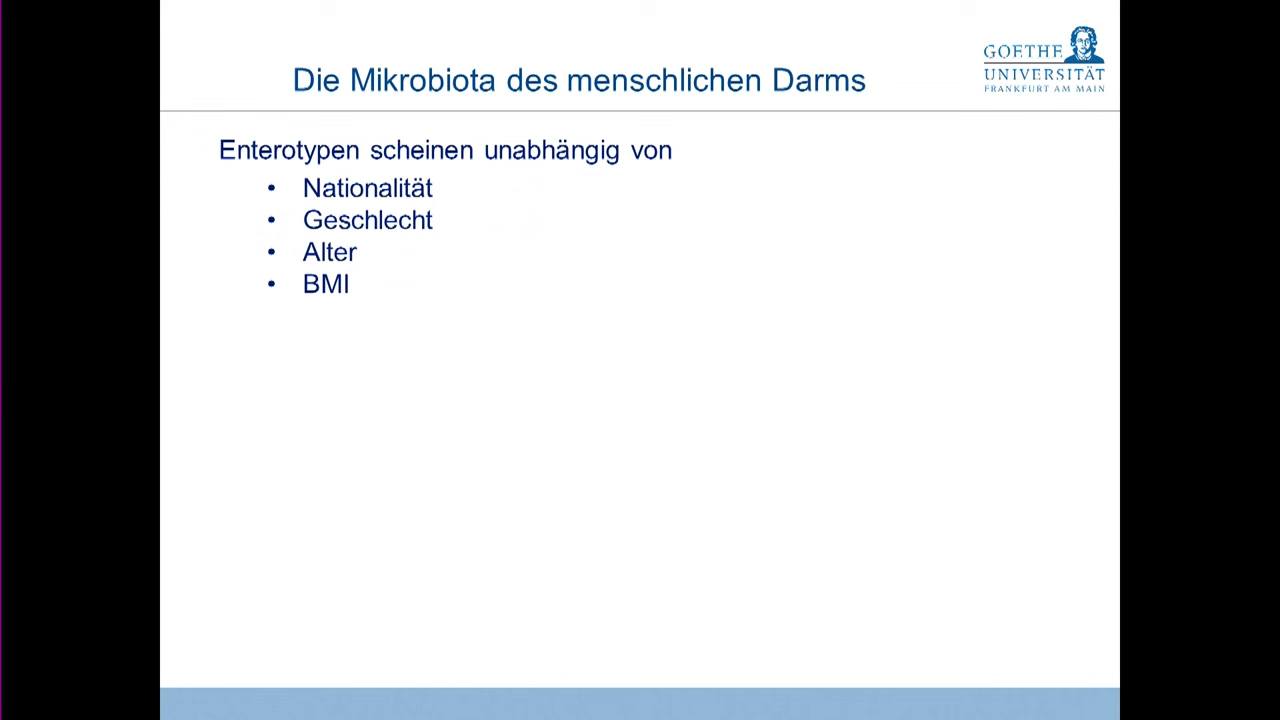 Die Mikrobiota des menschlichen Darms
GOETHE
UNIVERSITÄT
FRANKFURT AM MAIN
Enterotypen scheinen unabhängig von
• Nationalität
• Geschlecht
• Alter
• BMI